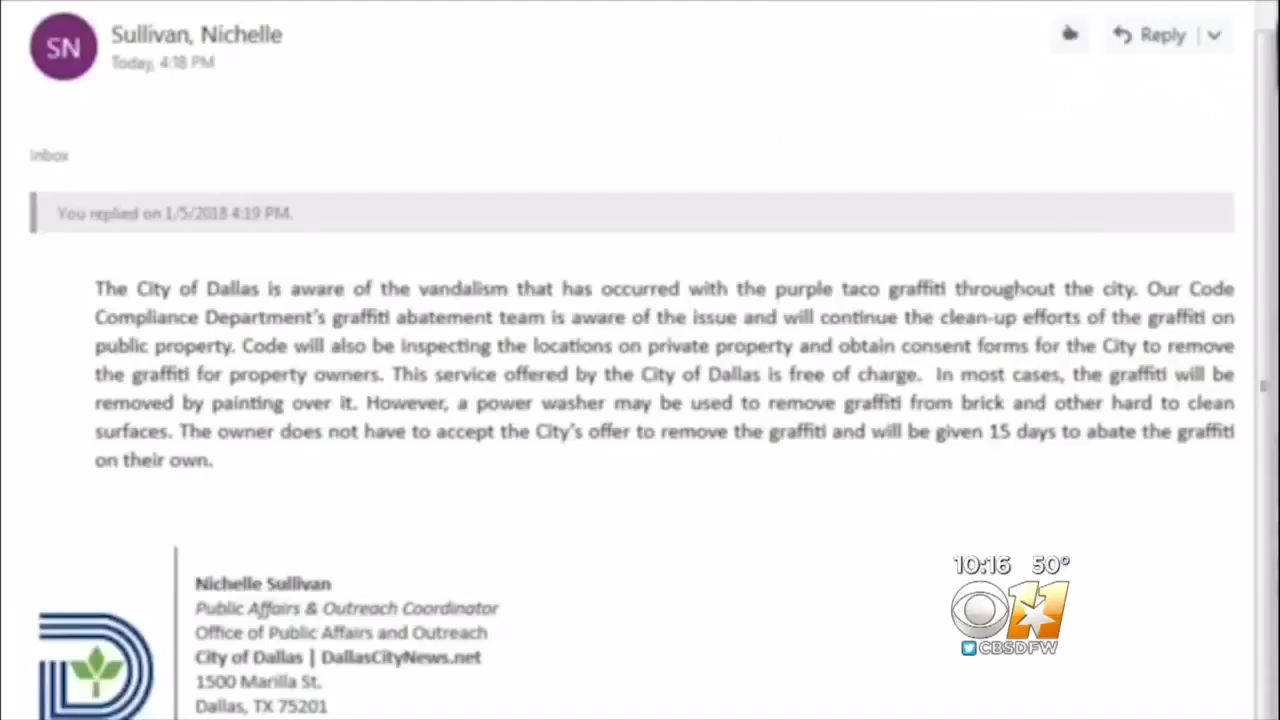 SN
Sullivan, Nichelle
Today, 4:18 PM
Reply
Inbox
You replied on 1/5/2018 4:19 PM.
The City of Dallas is aware of the vandalism that has occurred with the purple taco graffiti throughout the city. Our Code
Compliance Department's graffiti abatement team is aware of the issue and will continue the clean-up efforts of the graffiti on
public property. Code will also be inspecting the locations on private property and obtain consent forms for the City to remove
the graffiti for property owners. This service offered by the City of Dallas is free of charge. In most cases, the graffiti will be
removed by painting over it. However, a power washer may be used to remove graffiti from brick and other hard to clean
surfaces. The owner does not have to accept the City's offer to remove the graffiti and will be given 15 days to abate the graffiti
on their own.
Nichelle Sullivan
Public Affairs & Outreach Coordinator
Office of Public Affairs and Outreach
City of Dallas | DallasCityNews.net
1500 Marilla St.
Dallas, TX 75201
10:16 50°
11
CBSDFW